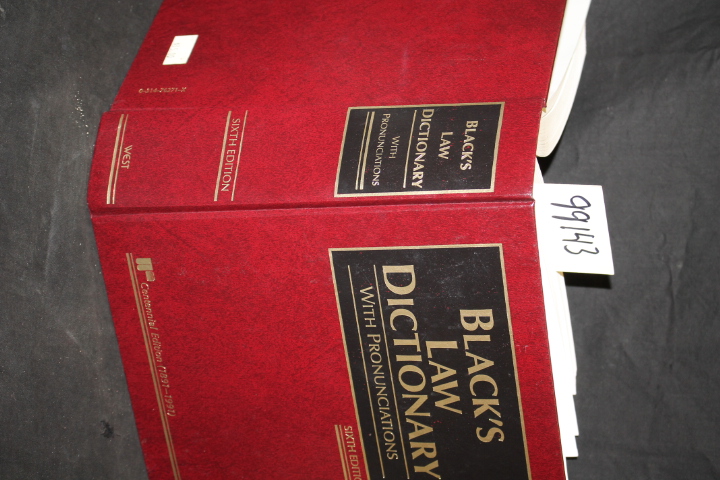 BLACK'S
LAW
DICTIONARY
WITH
PRONUNCIATIONS
SIXTH EDITION
WEST
99143
BLACK'S
LAW
DICTIONARY
WITH PRONUNCIATIONS
SIXTH EDITI
Centennial Edition (1891–1991)